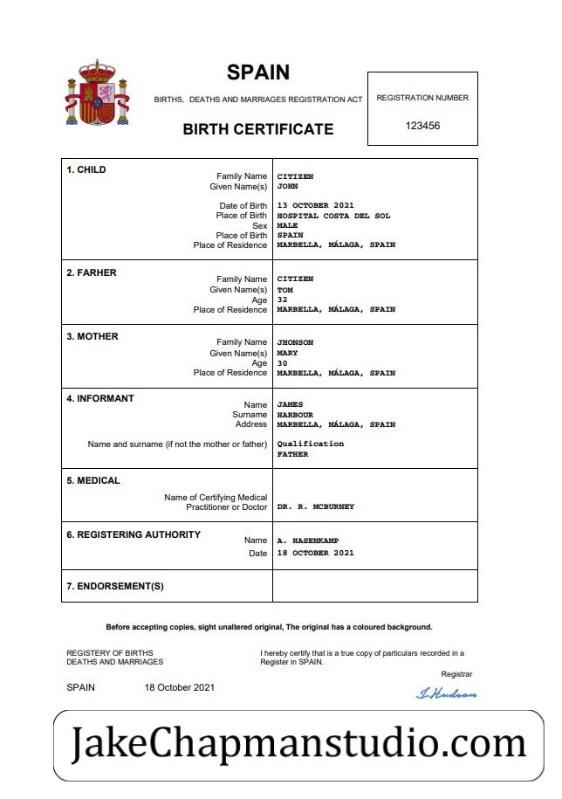 SPAIN
BIRTHS, DEATHS AND MARRIAGES REGISTRATION ACT
BIRTH CERTIFICATE
REGISTRATION NUMBER
123456
1. CHILD
Family Name CITIZEN
Given Name(s) JOHN
Date of Birth 13 OCTOBER 2021
Place of Birth HOSPITAL COSTA DEL SOL
Sex MALE
Place of Birth SPAIN
Place of Residence MARBELLA, MÁLAGA, SPAIN
2. FARHER
Family Name CITIZEN
Given Name(s) TOM
Age 32
Place of Residence MARBELLA, MÁLAGA, SPAIN
3. MOTHER
Family Name JHONSON
Given Name(s) MARY
Age 30
Place of Residence MARBELLA, MÁLAGA, SPAIN
4. INFORMANT
Name JAMES
Surname HARBOUR
Address MARBELLA, MÁLAGA, SPAIN
Name and surname (if not the mother or father) Qualification
FATHER
5. MEDICAL
Name of Certifying Medical
Practitioner or Doctor DR. R. MCBURNEY
6. REGISTERING AUTHORITY
Name A. HASENKAMP
Date 18 OCTOBER 2021
7. ENDORSEMENT(S)
Before accepting copies, sight unaltered original, The original has a coloured background.
REGISTERY OF BIRTHS
DEATHS AND MARRIAGES
I hereby certify that is a true copy of particulars recorded in a
Register in SPAIN.
Registrar
SPAIN 18 October 2021
J. Hudson
JakeChapmanstudio.com